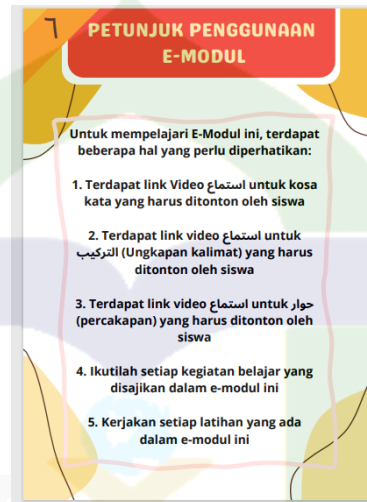 ٦
PETUNJUK PENGGUNAAN
E-MODUL
Untuk mempelajari E-Modul ini, terdapat
beberapa hal yang perlu diperhatikan:
1. Terdapat link Video استماع untuk kosa
kata yang harus ditonton oleh siswa
2. Terdapat link video استماع untuk
التركيب (Ungkapan kalimat) yang harus
ditonton oleh siswa
3. Terdapat link video استماع untuk حوار
(percakapan) yang harus ditonton oleh
siswa
4. Ikutilah setiap kegiatan belajar yang
disajikan dalam e-modul ini
5. Kerjakan setiap latihan yang ada
dalam e-modul ini